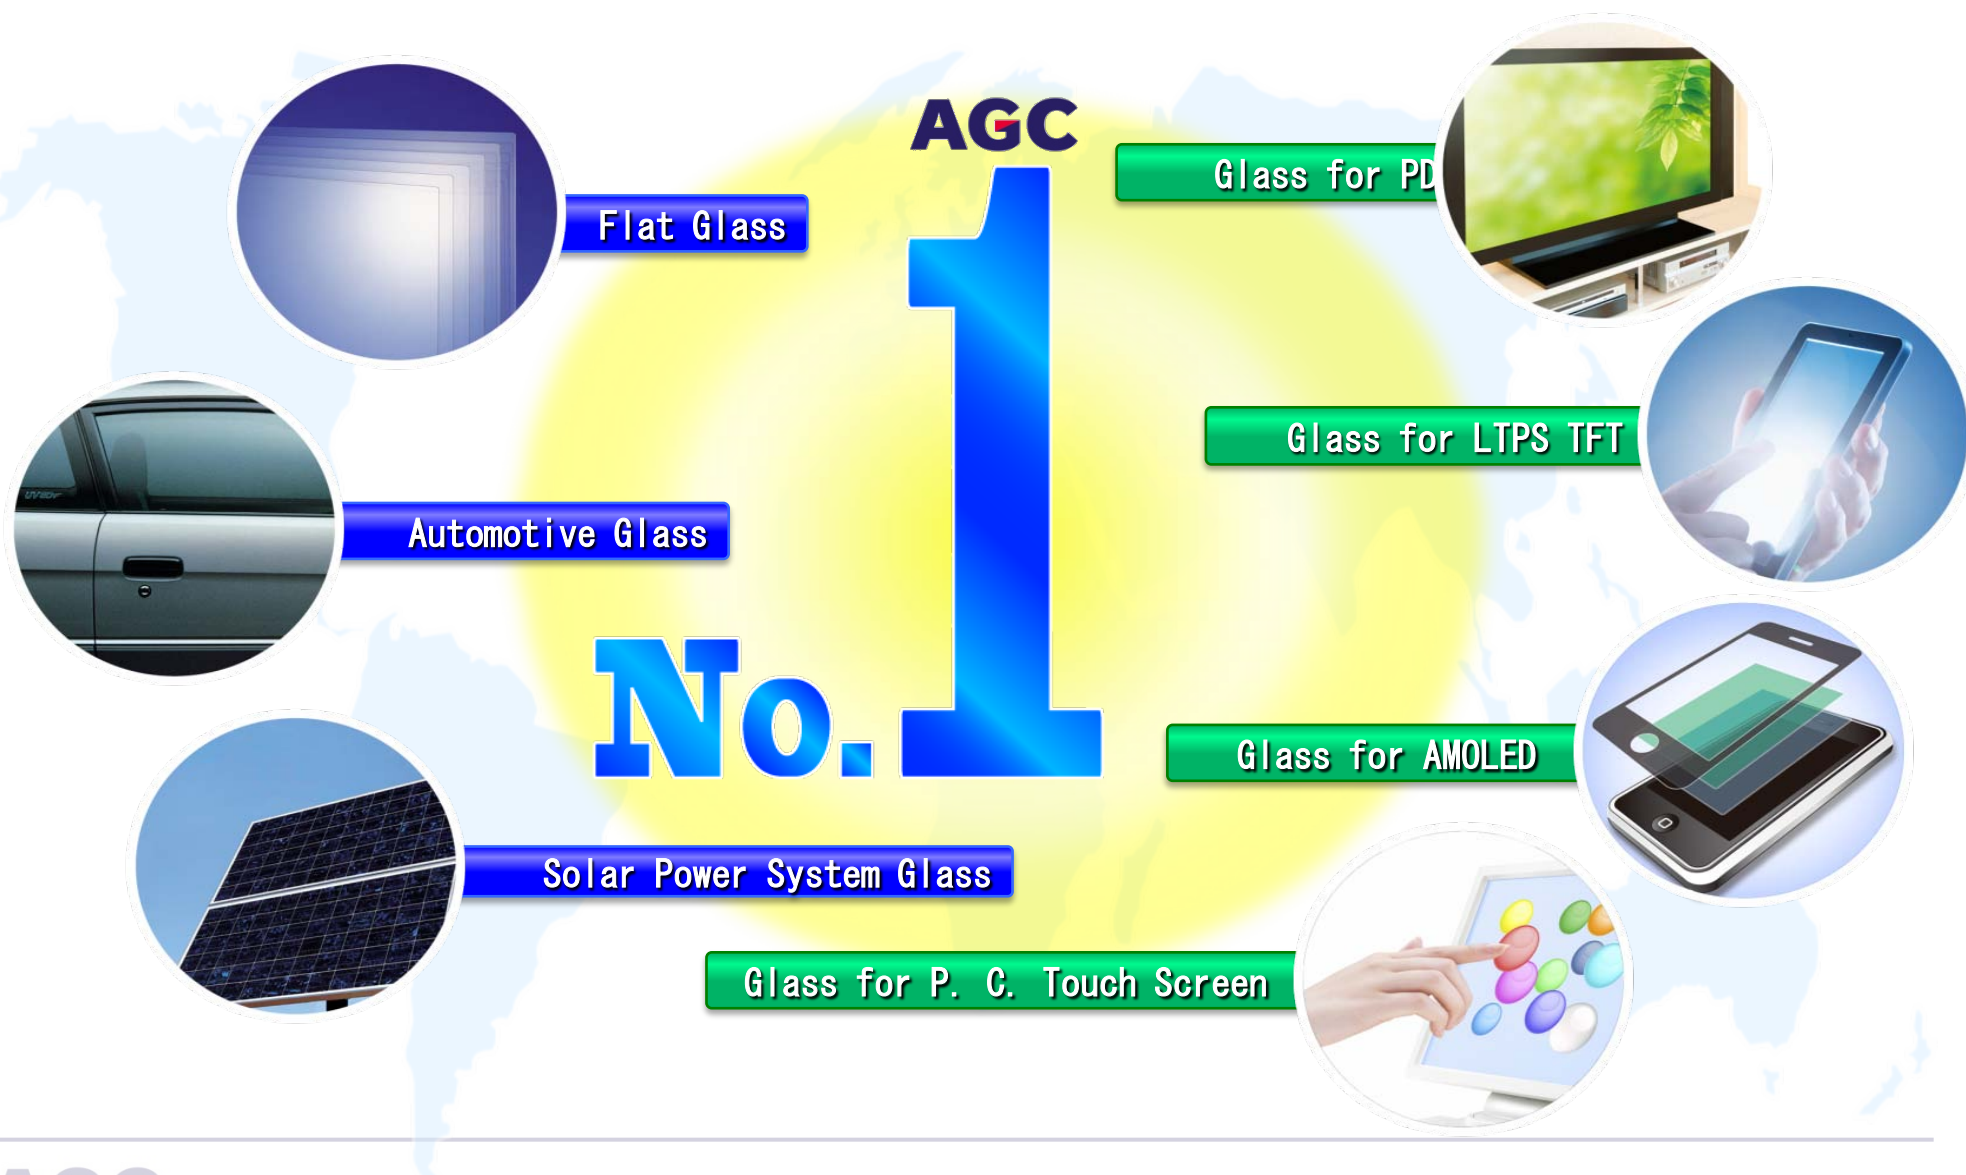 AGC
No.1
Flat Glass
Automotive Glass
Solar Power System Glass
Glass for PD
Glass for LTPS TFT
Glass for AMOLED
Glass for P. C. Touch Screen
AGC